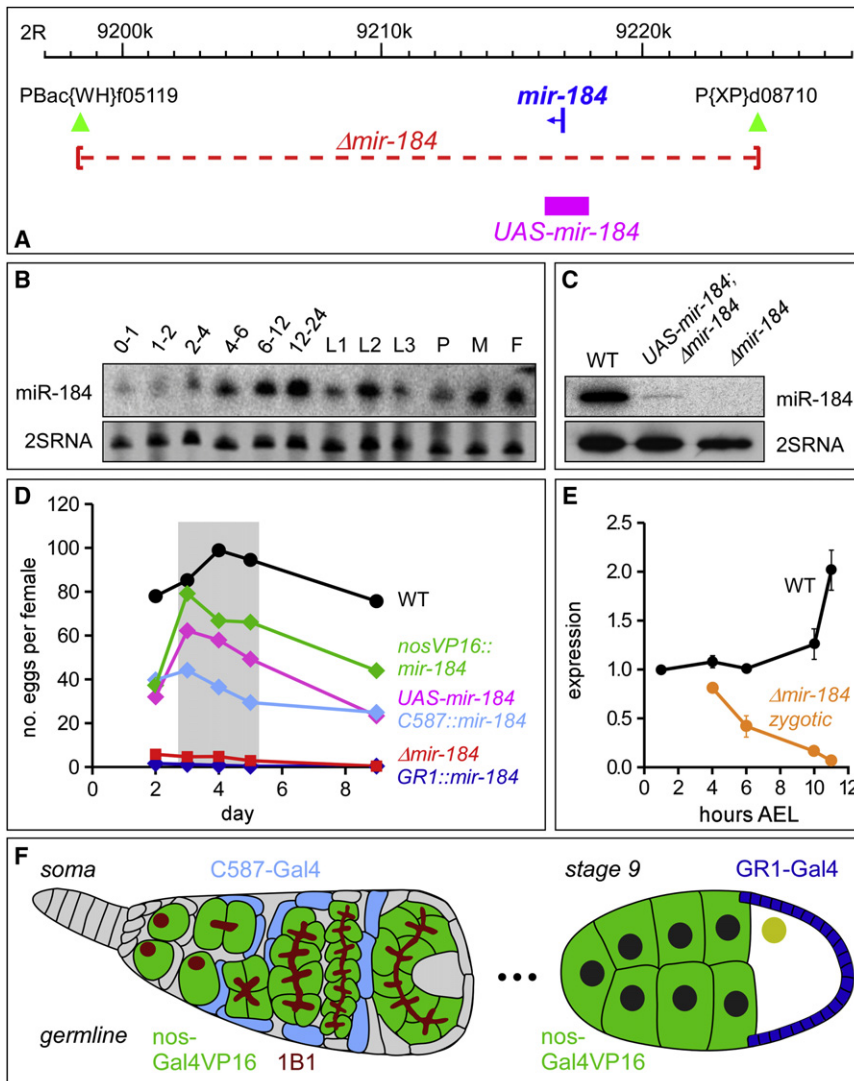 2R
9200k
9210k
9220k
PBac{WH}f05119
mir-184
P{XP}d08710
Δmir-184
UAS-mir-184
A
B
0-1
1-2
2-4
4-6
6-12
12-24
L1
L2
L3
P
M
F
miR-184
2SRNA
C
WT
UAS-mir-184;
Δmir-184
Δmir-184
miR-184
2SRNA
D
120
100
80
60
40
20
0
no. eggs per female
0
2
4
6
8
day
WT
nosVP16::
mir-184
UAS-mir-184
C587::mir-184
Δmir-184
GR1::mir-184
E
2.5
2.0
1.5
1.0
0.5
0.0
expression
0
2
4
6
8
10
12
hours AEL
WT
Δmir-184
zygotic
F
soma
C587-Gal4
stage 9
GR1-Gal4
germline
nos-
Gal4VP16
1B1
nos-
Gal4VP16